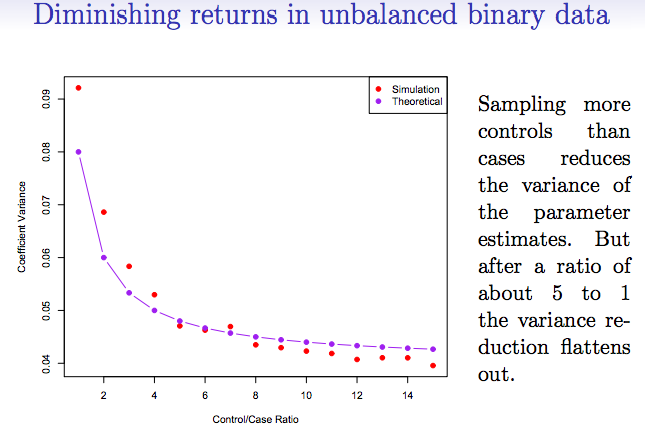 Diminishing returns in unbalanced binary data
Simulation
Theoretical
0.09
0.08
0.07
0.06
0.05
0.04
Coefficient Variance
2 4 6 8 10 12 14
Control/Case Ratio
Sampling more
controls than
cases reduces
the variance of
the parameter
estimates. But
after a ratio of
about 5 to 1
the variance re-
duction flattens
out.